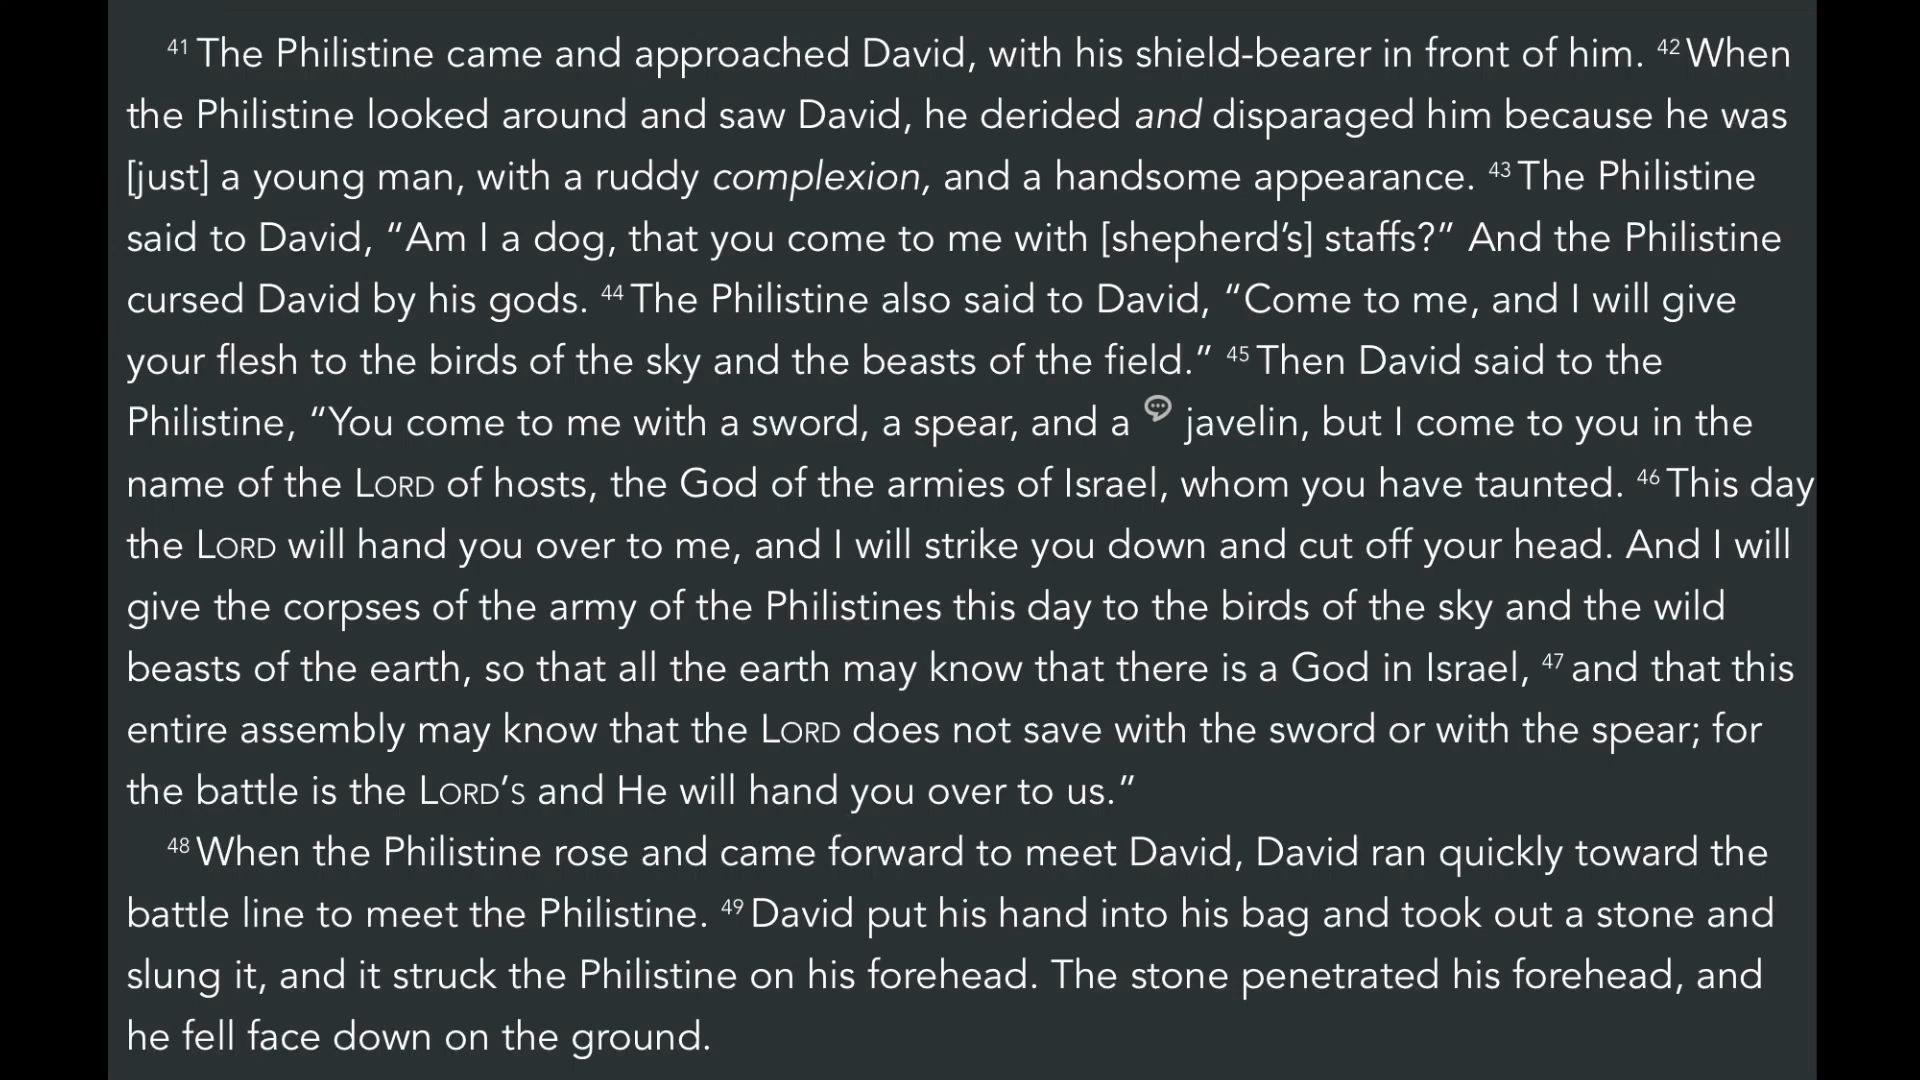 41 The Philistine came and approached David, with his shield-bearer in front of him. 42 When
the Philistine looked around and saw David, he derided and disparaged him because he was
[just] a young man, with a ruddy complexion, and a handsome appearance. 43 The Philistine
said to David, “Am I a dog, that you come to me with [shepherd’s] staffs?” And the Philistine
cursed David by his gods. 44 The Philistine also said to David, “Come to me, and I will give
your flesh to the birds of the sky and the beasts of the field.” 45 Then David said to the
Philistine, “You come to me with a sword, a spear, and a javelin, but I come to you in the
name of the LORD of hosts, the God of the armies of Israel, whom you have taunted. 46 This day
the LORD will hand you over to me, and I will strike you down and cut off your head. And I will
give the corpses of the army of the Philistines this day to the birds of the sky and the wild
beasts of the earth, so that all the earth may know that there is a God in Israel, 47 and that this
entire assembly may know that the LORD does not save with the sword or with the spear; for
the battle is the LORD’S and He will hand you over to us.”
48 When the Philistine rose and came forward to meet David, David ran quickly toward the
battle line to meet the Philistine. 49 David put his hand into his bag and took out a stone and
slung it, and it struck the Philistine on his forehead. The stone penetrated his forehead, and
he fell face down on the ground.